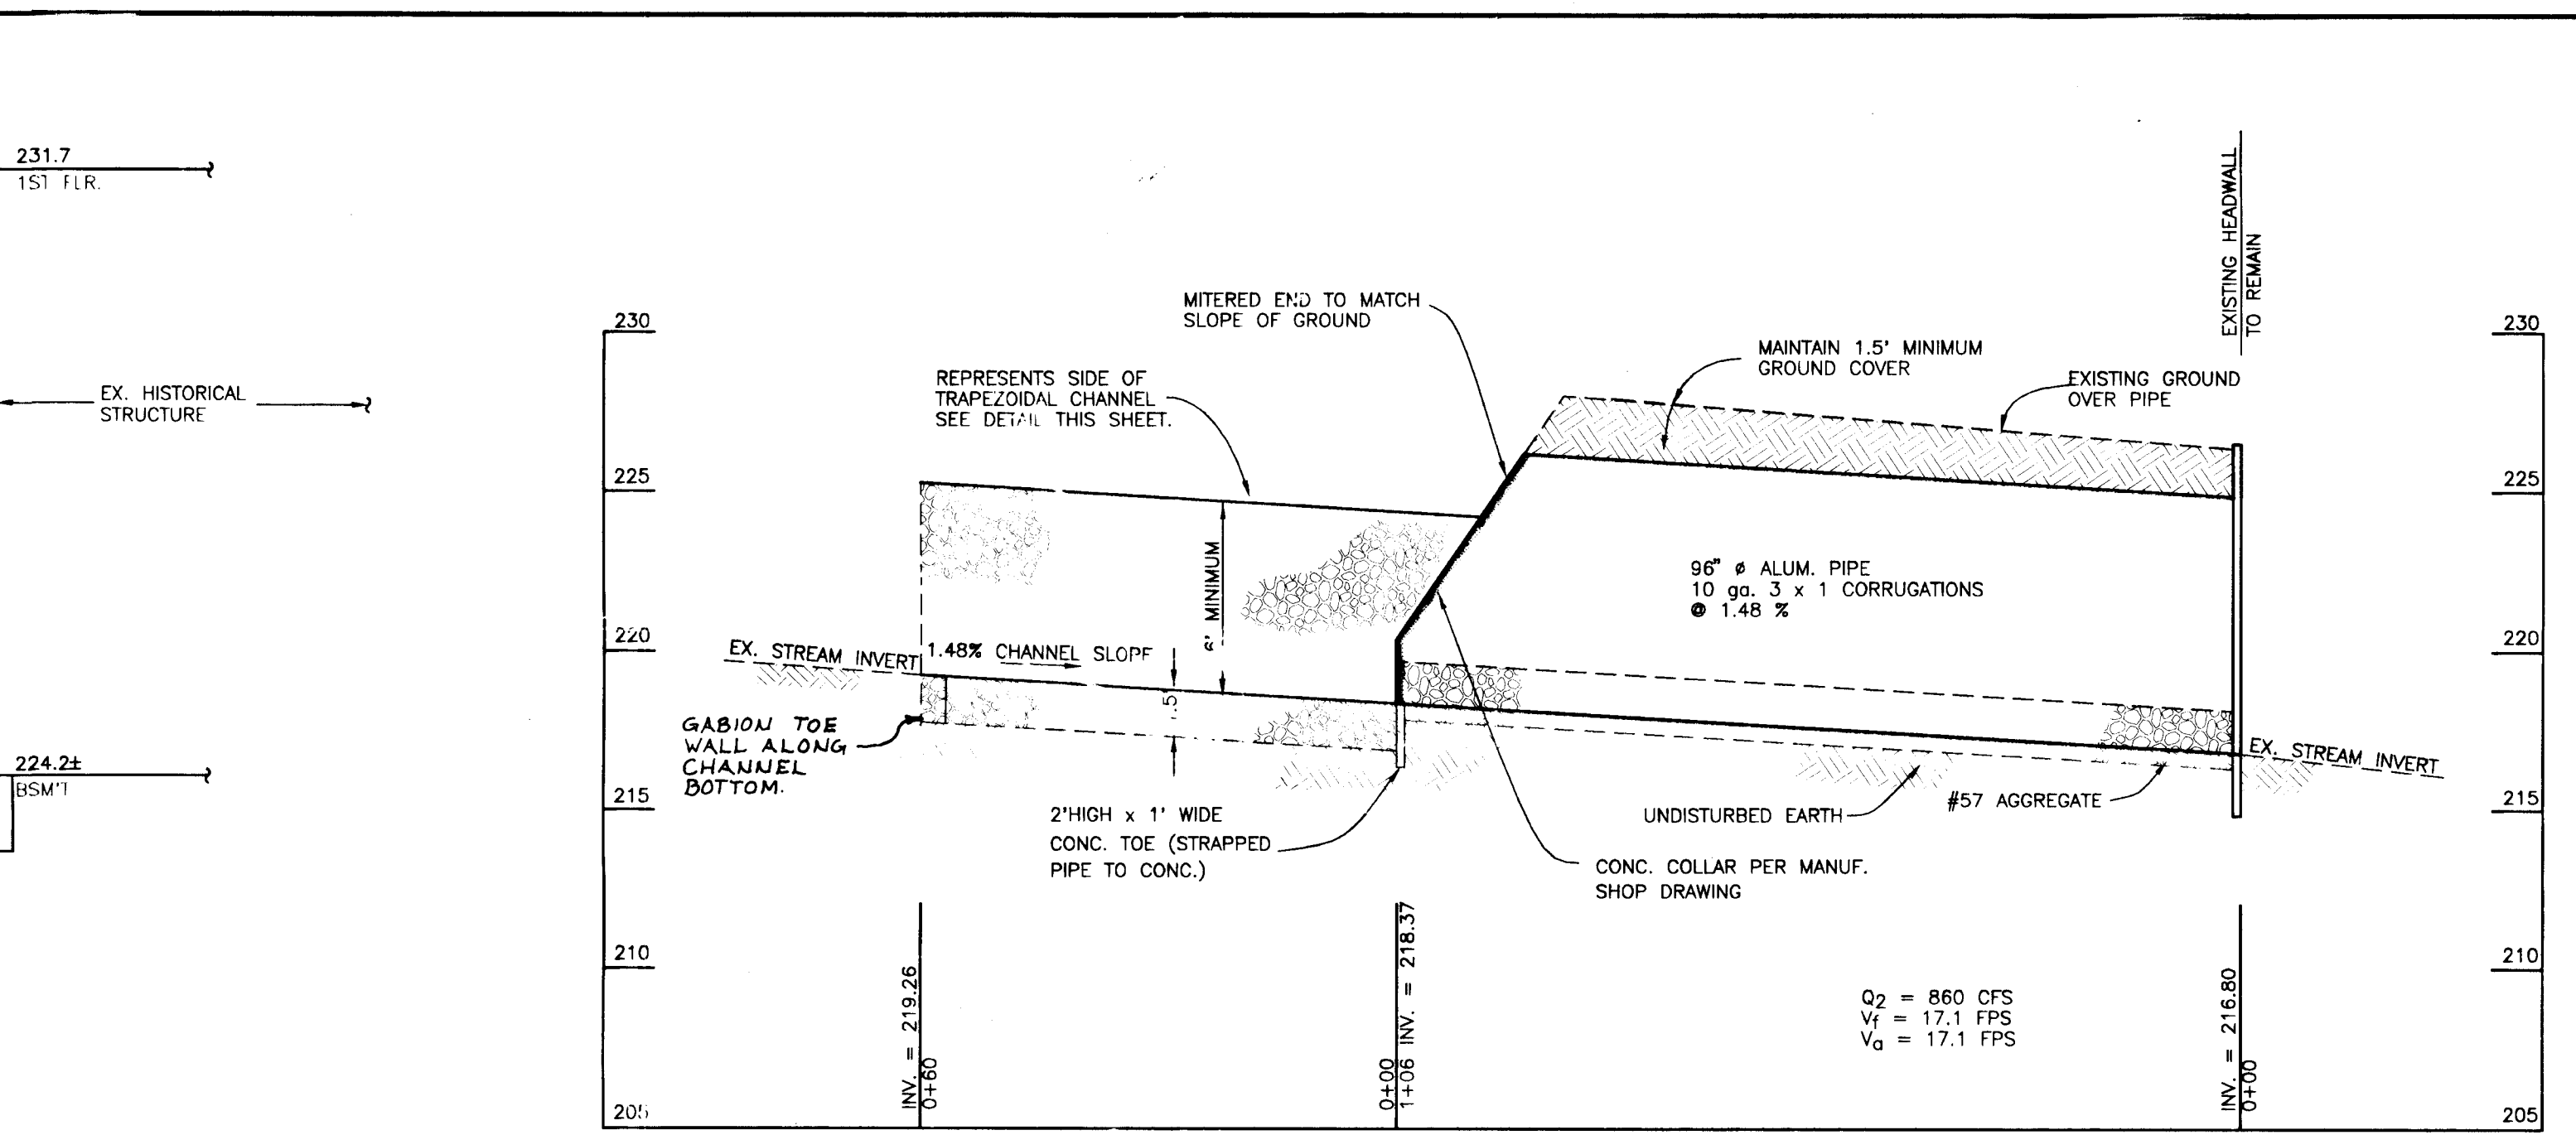 231.7
1ST FLR.
EX. HISTORICAL
STRUCTURE
224.2±
BSM'T
EXISTING HEADWALL
TO REMAIN
230
225
220
215
210
205
230
225
220
215
210
205
MITERED END TO MATCH
SLOPE OF GROUND
MAINTAIN 1.5' MINIMUM
GROUND COVER
EXISTING GROUND
OVER PIPE
REPRESENTS SIDE OF
TRAPEZOIDAL CHANNEL
SEE DETAIL THIS SHEET.
6' MINIMUM
96" ø ALUM. PIPE
10 ga. 3 x 1 CORRUGATIONS
@ 1.48 %
EX. STREAM INVERT
1.48% CHANNEL SLOPE
GABION TOE
WALL ALONG
CHANNEL
BOTTOM.
EX. STREAM INVERT
2'HIGH x 1' WIDE
CONC. TOE (STRAPPED
PIPE TO CONC.)
UNDISTURBED EARTH
#57 AGGREGATE
CONC. COLLAR PER MANUF.
SHOP DRAWING
INV. = 219.26
0+60
0+00
1+06 INV. = 218.37
INV. = 216.80
0+00
Q2 = 860 CFS
Vf = 17.1 FPS
Va = 17.1 FPS